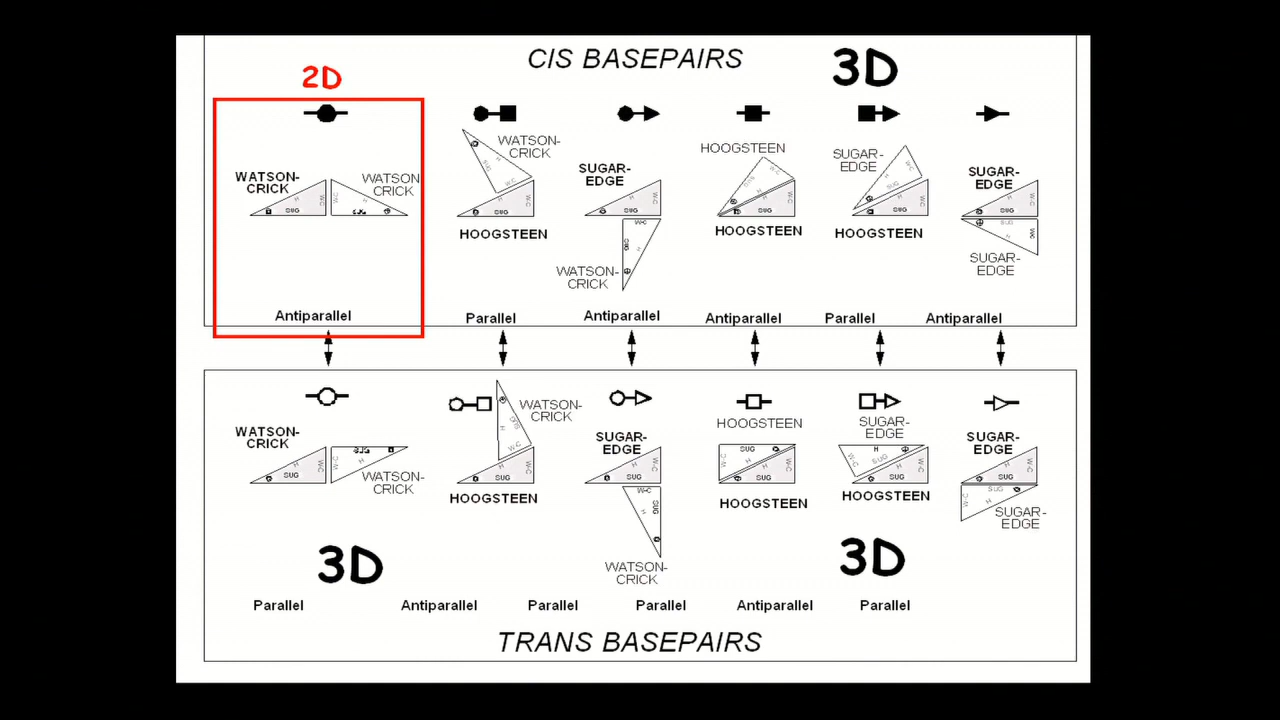 CIS BASEPAIRS
3D
2D
WATSON-
CRICK
WATSON
CRICK
WATSON-
CRICK
HOOGSTEEN
SUGAR-
EDGE
WATSON-
CRICK
HOOGSTEEN
HOOGSTEEN
SUGAR-
EDGE
HOOGSTEEN
SUGAR-
EDGE
SUGAR-
EDGE
SUG H W-C
Antiparallel Parallel Antiparallel Antiparallel Parallel Antiparallel
WATSON-
CRICK
WATSON-
CRICK
WATSON-
CRICK
HOOGSTEEN
SUGAR-
EDGE
WATSON-
CRICK
HOOGSTEEN
HOOGSTEEN
SUGAR-
EDGE
HOOGSTEEN
SUGAR-
EDGE
SUGAR-
EDGE
3D
3D
Parallel Antiparallel Parallel Parallel Antiparallel Parallel
TRANS BASEPAIRS